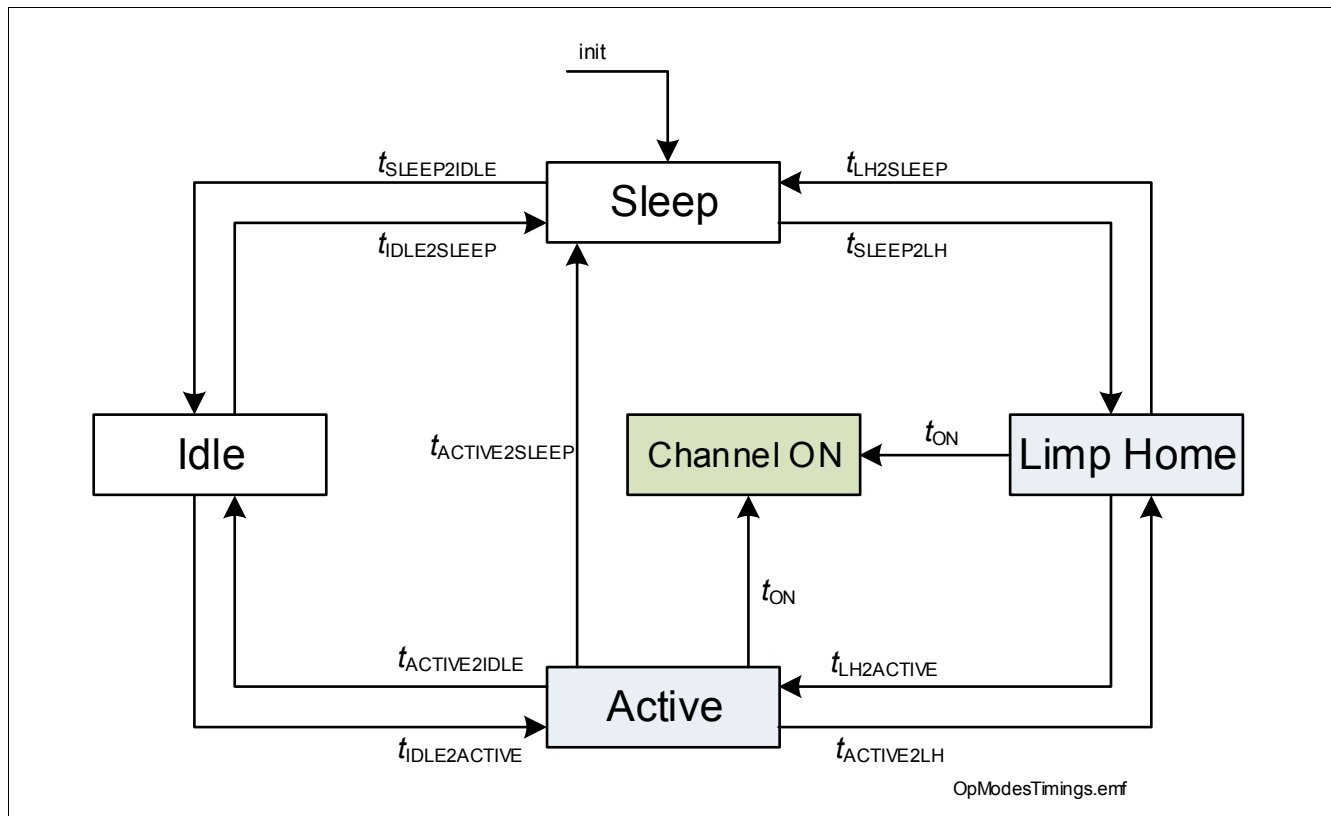 init
tSLEEP2IDLE
tLH2SLEEP
Sleep
tIDLE2SLEEP
tSLEEP2LH
Idle
tACTIVE2SLEEP
Channel ON
tON
Limp Home
tON
tACTIVE2IDLE
tLH2ACTIVE
Active
tIDLE2ACTIVE
tACTIVE2LH
OpModesTimings.emf